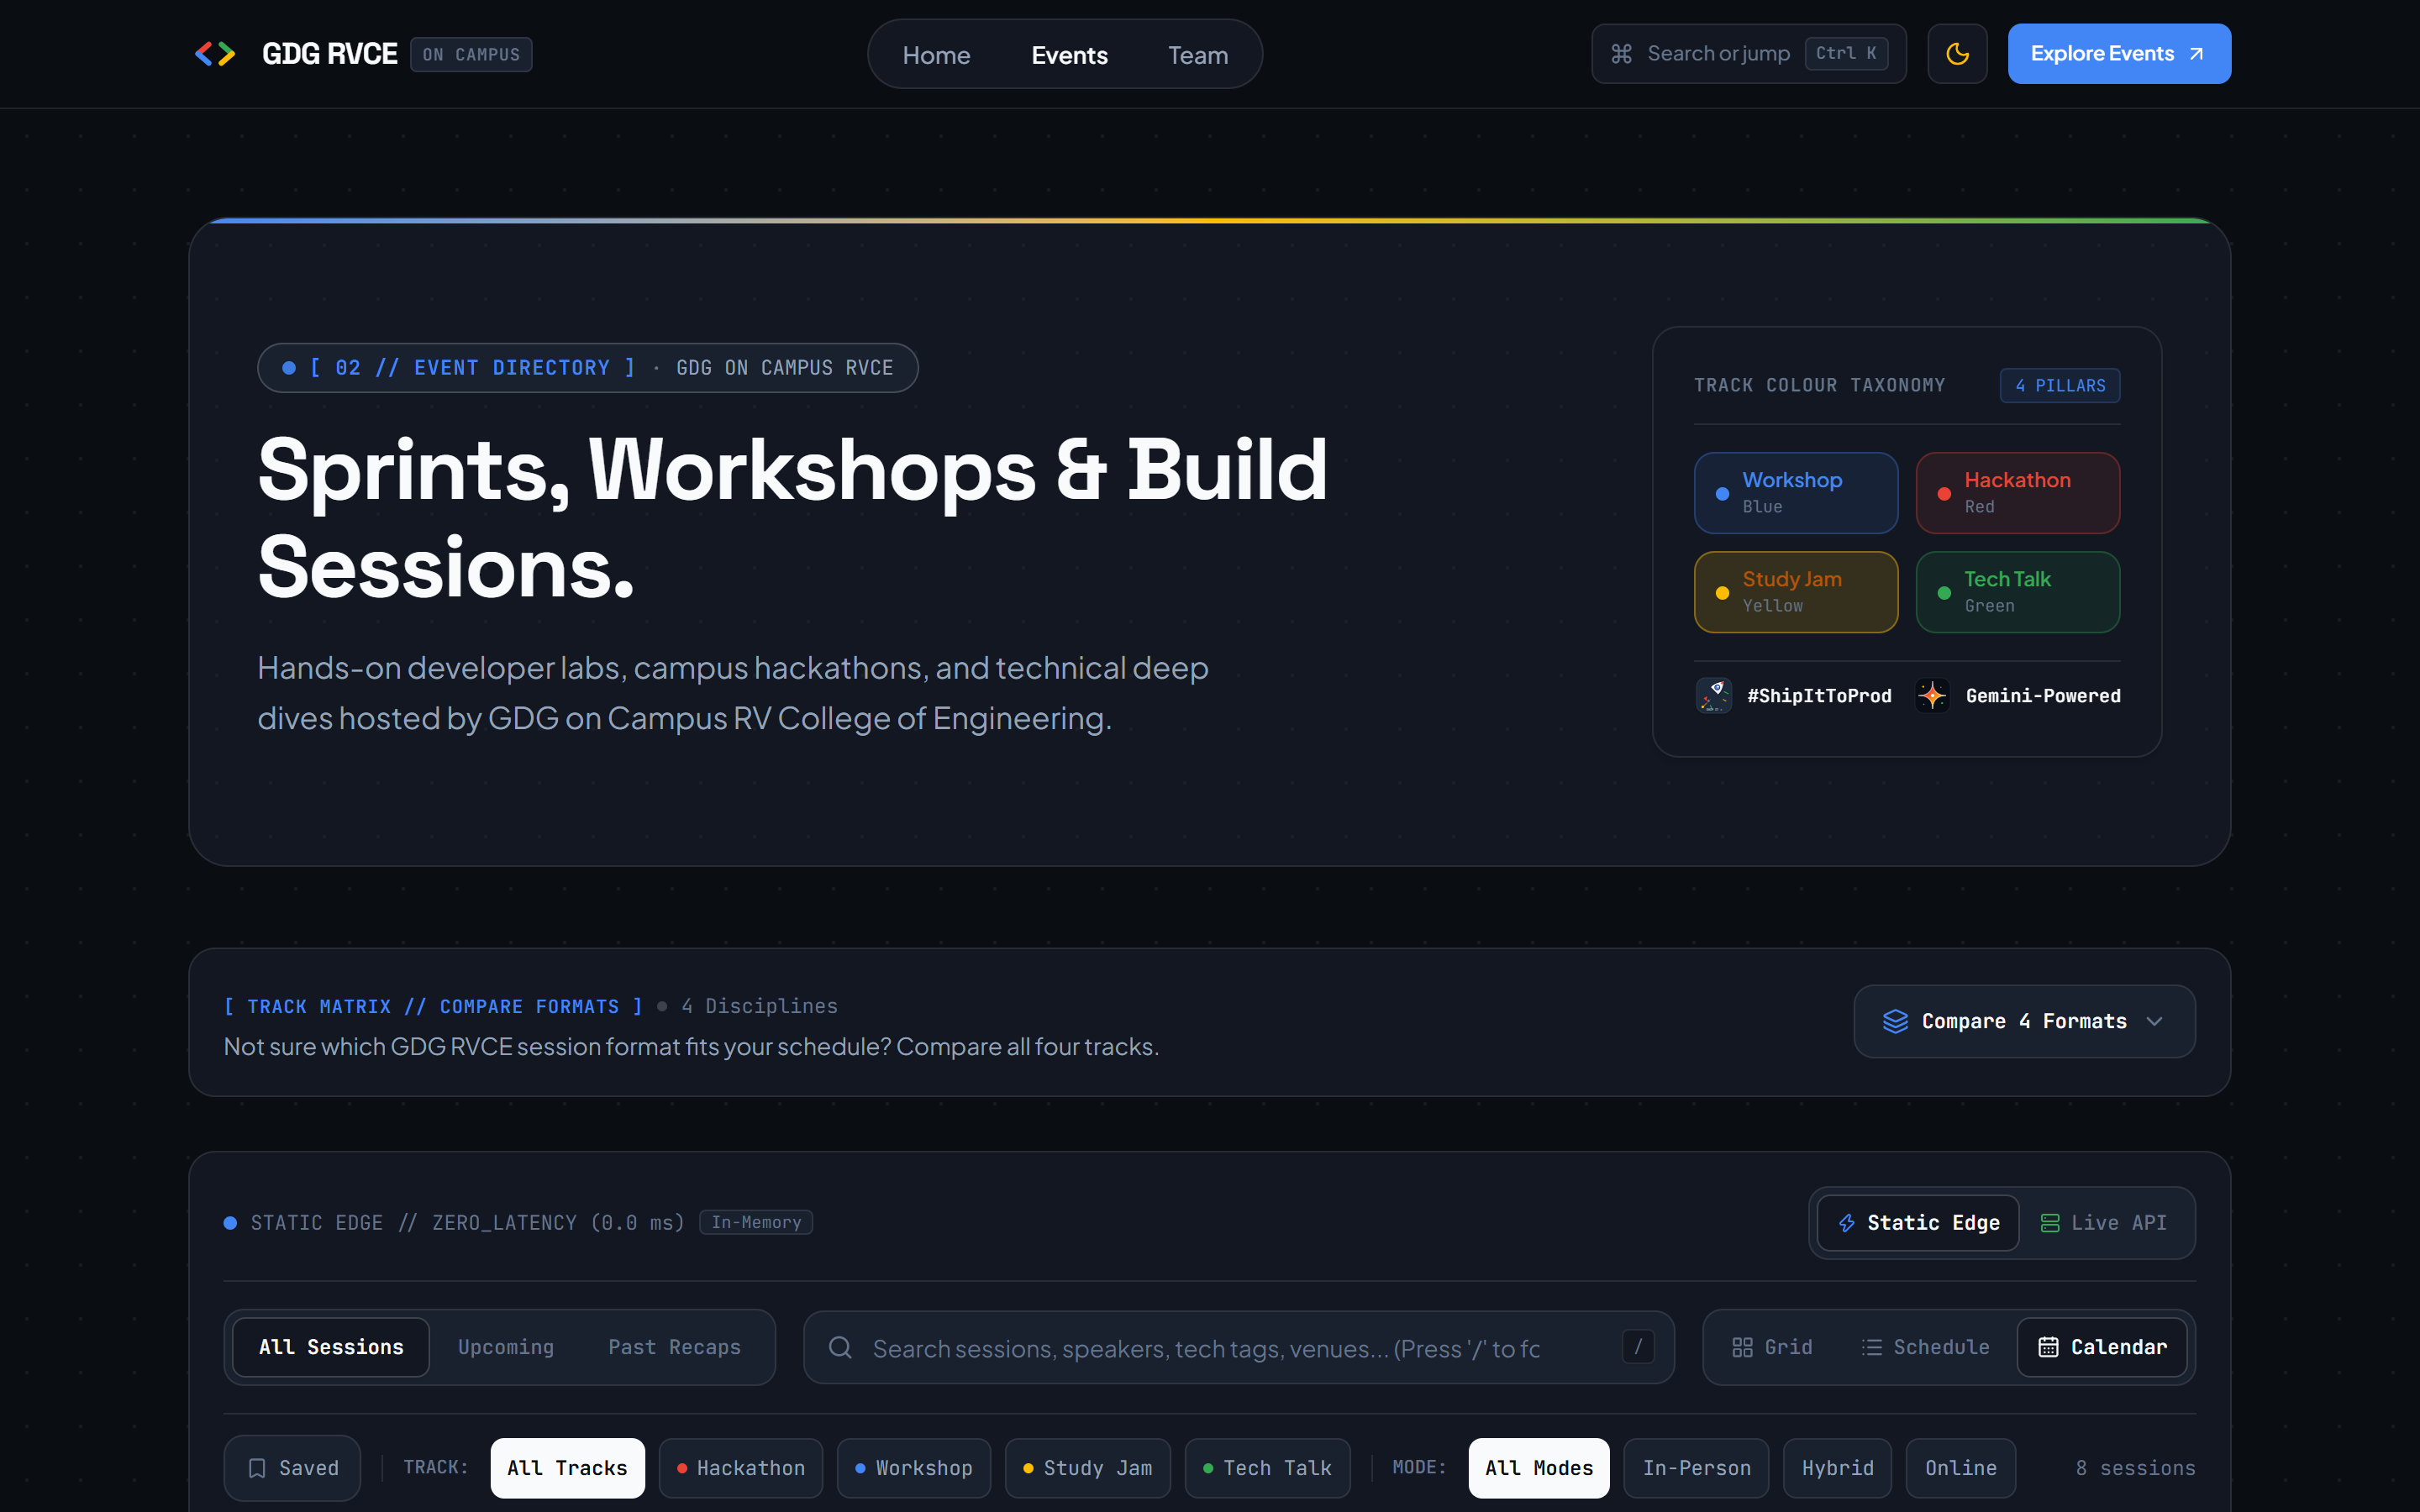 GDG RVCE
ON CAMPUS
Home
Events
Team
Search or jump
Ctrl K
Explore Events
[ 02 // EVENT DIRECTORY ] · GDG ON CAMPUS RVCE
Sprints, Workshops & Build
Sessions.
Hands-on developer labs, campus hackathons, and technical deep
dives hosted by GDG on Campus RV College of Engineering.
TRACK COLOUR TAXONOMY
4 PILLARS
Workshop
Blue
Hackathon
Red
Study Jam
Yellow
Tech Talk
Green
#ShipItToProd
Gemini-Powered
[ TRACK MATRIX // COMPARE FORMATS ] 4 Disciplines
Not sure which GDG RVCE session format fits your schedule? Compare all four tracks.
Compare 4 Formats
STATIC EDGE // ZERO_LATENCY (0.0 ms) In-Memory
Static Edge
Live API
All Sessions
Upcoming
Past Recaps
Search sessions, speakers, tech tags, venues... (Press '/' to fc
/
Grid
Schedule
Calendar
Saved
TRACK:
All Tracks
Hackathon
Workshop
Study Jam
Tech Talk
MODE:
All Modes
In-Person
Hybrid
Online
8 sessions